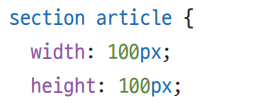 section article {
  width: 100px;
  height: 100px;